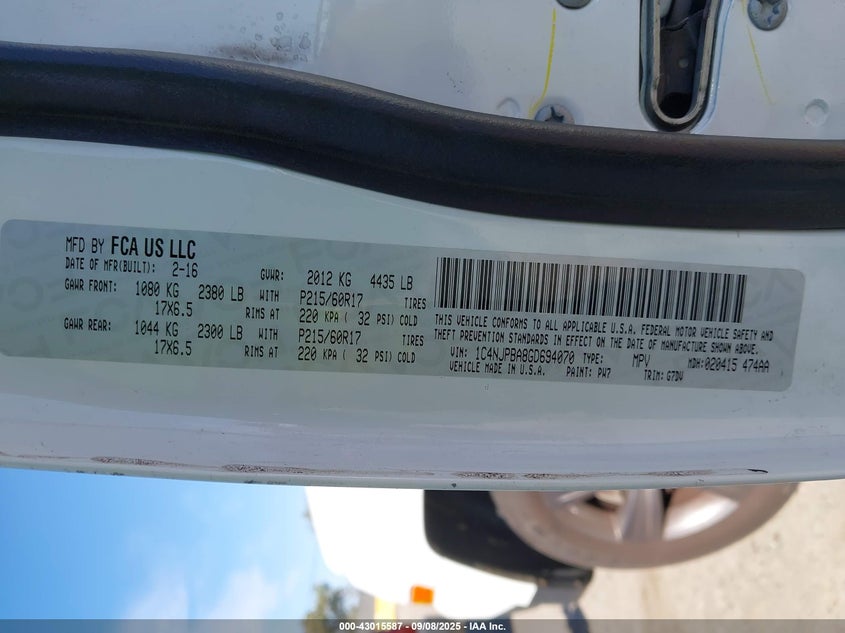 MFD BY FCA US LLC
DATE OF MFR(BUILT): 2-16 GVWR: 2012 KG 4435 LB
GAWR FRONT: 1080 KG 2380 LB WITH P215/60R17 TIRES
17X6.5 RIMS AT 220 KPA ( 32 PSI) COLD
GAWR REAR: 1044 KG 2300 LB WITH P215/60R17 TIRES
17X6.5 RIMS AT 220 KPA ( 32 PSI) COLD
THIS VEHICLE CONFORMS TO ALL APPLICABLE U.S.A. FEDERAL MOTOR VEHICLE SAFETY AND
THEFT PREVENTION STANDARDS IN EFFECT ON THE DATE OF MANUFACTURE SHOWN ABOVE.
VIN: 1C4NJPBA8GD694070 TYPE: MPV MDH:020415 474AA
VEHICLE MADE IN U.S.A. PAINT: PW7 TRIM: G7DV
000-43015587 - 09/08/2025 - IAA Inc.